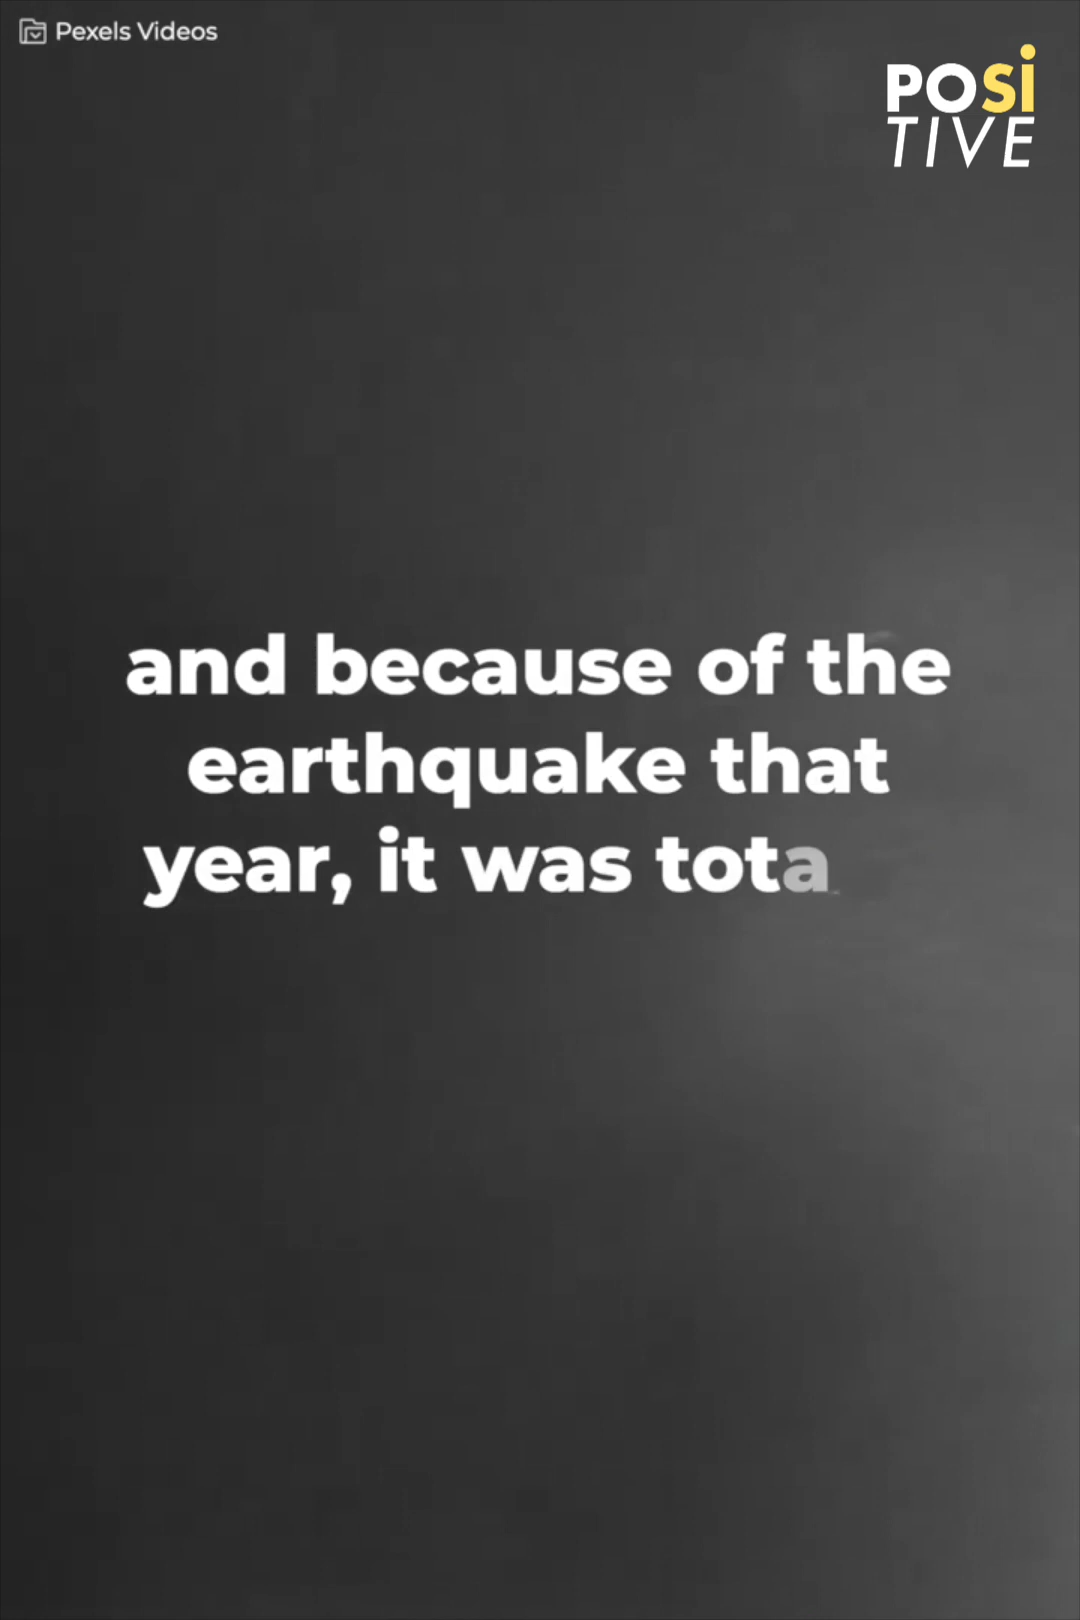 Pexels Videos
POSi
TIVE
and because of the
earthquake that
year, it was tota